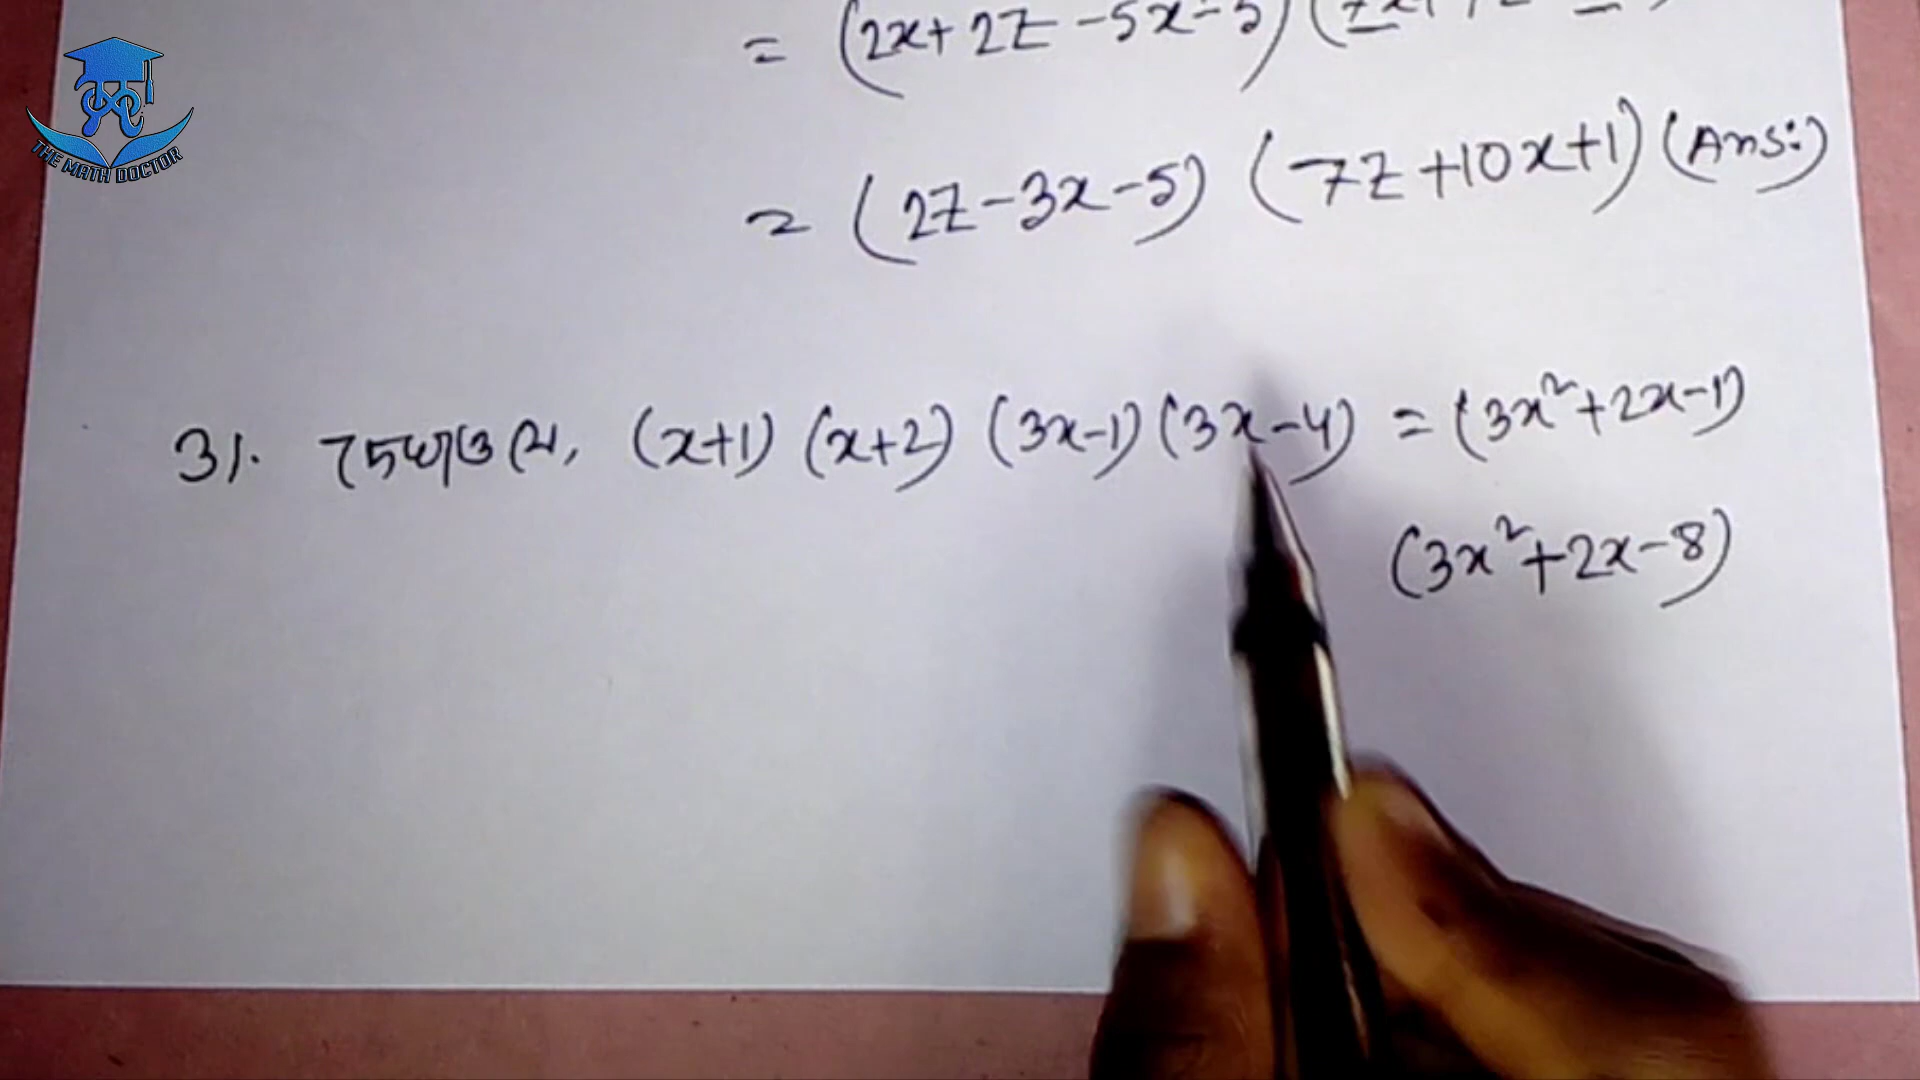 THE MATH DOCTOR
= (2x+2z-5x-5)
= (2z-3x-5) (7z+10x+1) (Ans:)
31. দেখাও যে, (x+1) (x+2) (3x-1) (3x-4) = (3x²+2x-1)
(3x²+2x-8)